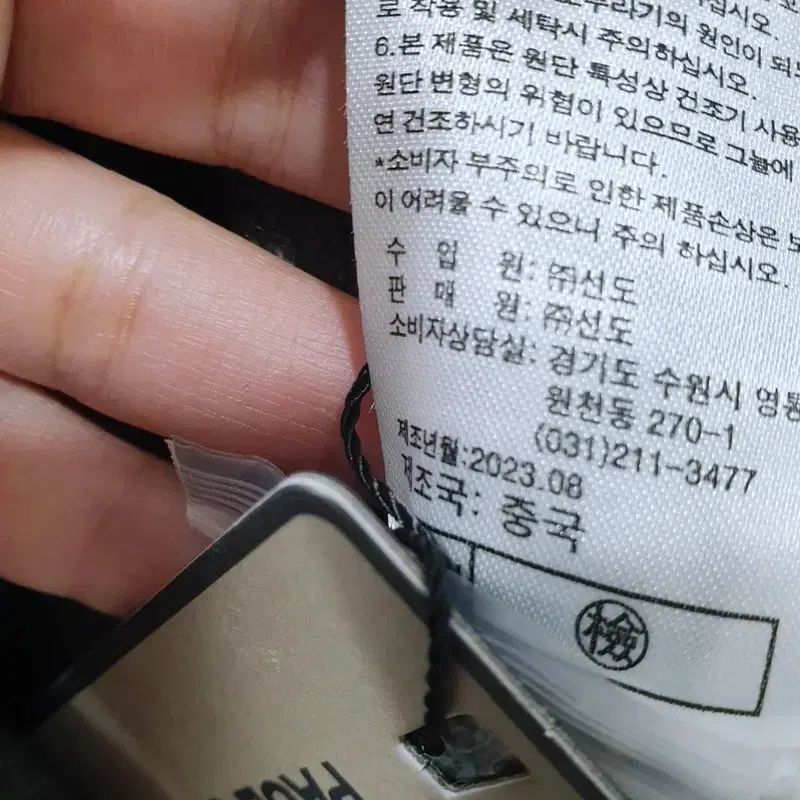 로 착용 및 세탁시 주의하십시오.
6.본 제품은 원단 특성상 건조기 사용
원단 변형의 위험이 있으므로 그늘에
연 건조하시기 바랍니다.
*소비자 부주의로 인한 제품손상은 보
이 어려울 수 있으니 주의 하십시오.
수 입 원: ㈜선도
판 매 원: ㈜선도
소비자상담실: 경기도 수원시 영통
원천동 270-1
(031)211-3477
제조년월:2023.08
제조국: 중국
檢